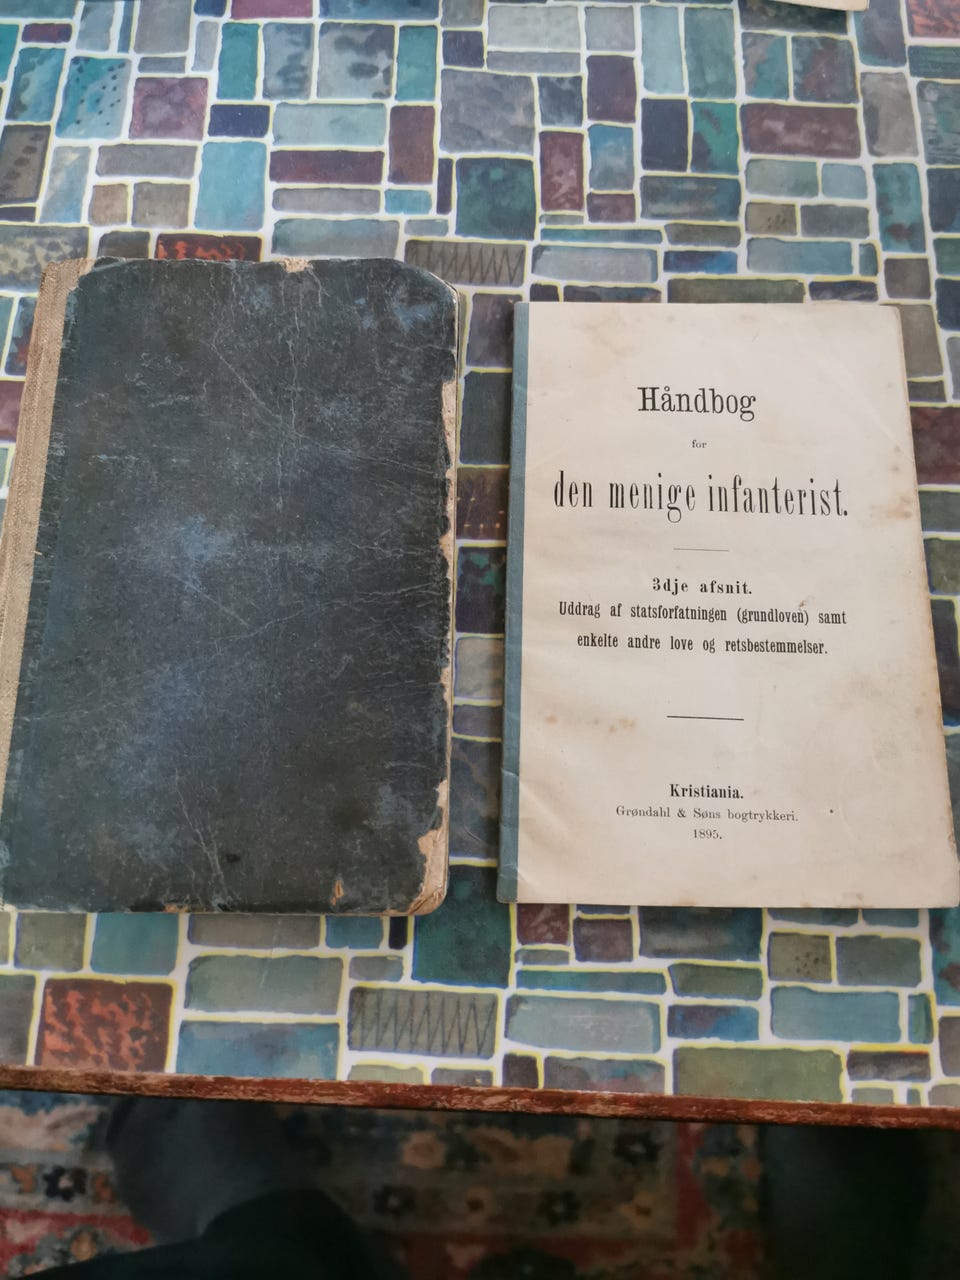 Håndbog
for
den menige infanterist.
3dje afsnit.
Uddrag af statsforfatningen (grundloven) samt
enkelte andre love og retsbestemmelser.
Kristiania.
Grøndahl & Søns bogtrykkeri.
1895.